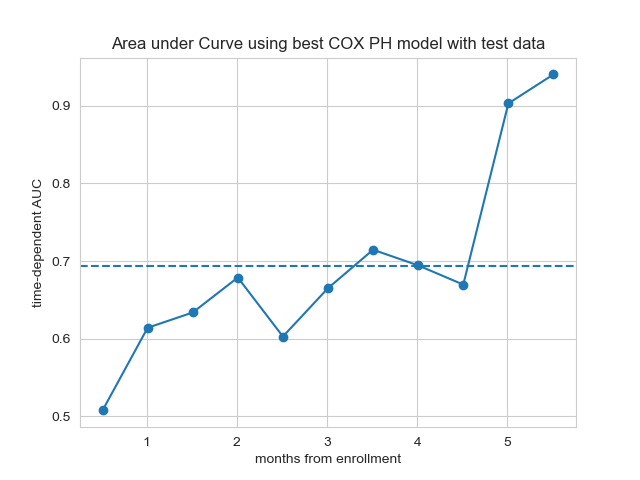 Area under Curve using best COX PH model with test data
time-dependent AUC
0.9
0.8
0.7
0.6
0.5
1 2 3 4 5
months from enrollment